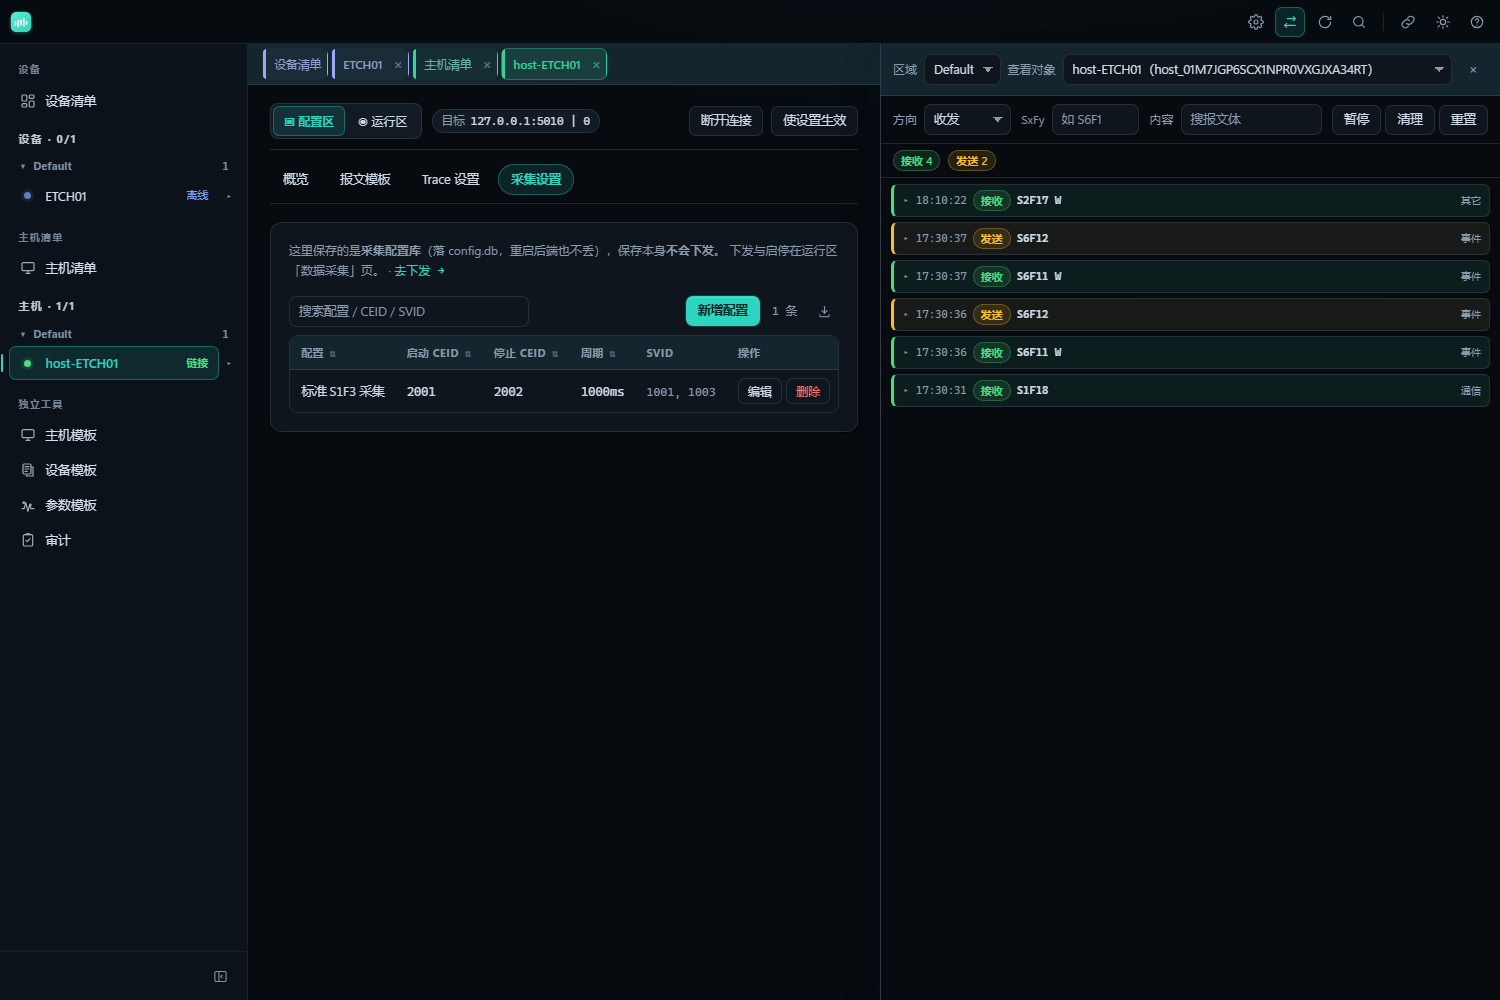 设备
设备清单
设备 · 0/1
Default 1
ETCH01 离线
主机清单
主机清单
主机 · 1/1
Default 1
host-ETCH01 链接
独立工具
主机模板
设备模板
参数模板
审计
设备清单 ETCH01 × 主机清单 × host-ETCH01 ×
配置区 运行区 目标 127.0.0.1:5010 | 0 断开连接 使设置生效
概览 报文模板 Trace 设置 采集设置
这里保存的是采集配置库（落 config.db，重启后端也不丢），保存本身不会下发。 下发与启停在运行区
「数据采集」页。 · 去下发 →
搜索配置 / CEID / SVID 新增配置 1 条
配置 启动 CEID 停止 CEID 周期 SVID 操作
标准 S1F3 采集 2001 2002 1000ms 1001, 1003 编辑 删除
区域 Default 查看对象 host-ETCH01（host_01M7JGP6SCX1NPR0VXGJXA34RT） ×
方向 收发 SxFy 如 S6F1 内容 搜报文体 暂停 清理 重置
接收 4 发送 2
18:10:22 接收 S2F17 W 其它
17:30:37 发送 S6F12 事件
17:30:37 接收 S6F11 W 事件
17:30:36 发送 S6F12 事件
17:30:36 接收 S6F11 W 事件
17:30:31 接收 S1F18 通信